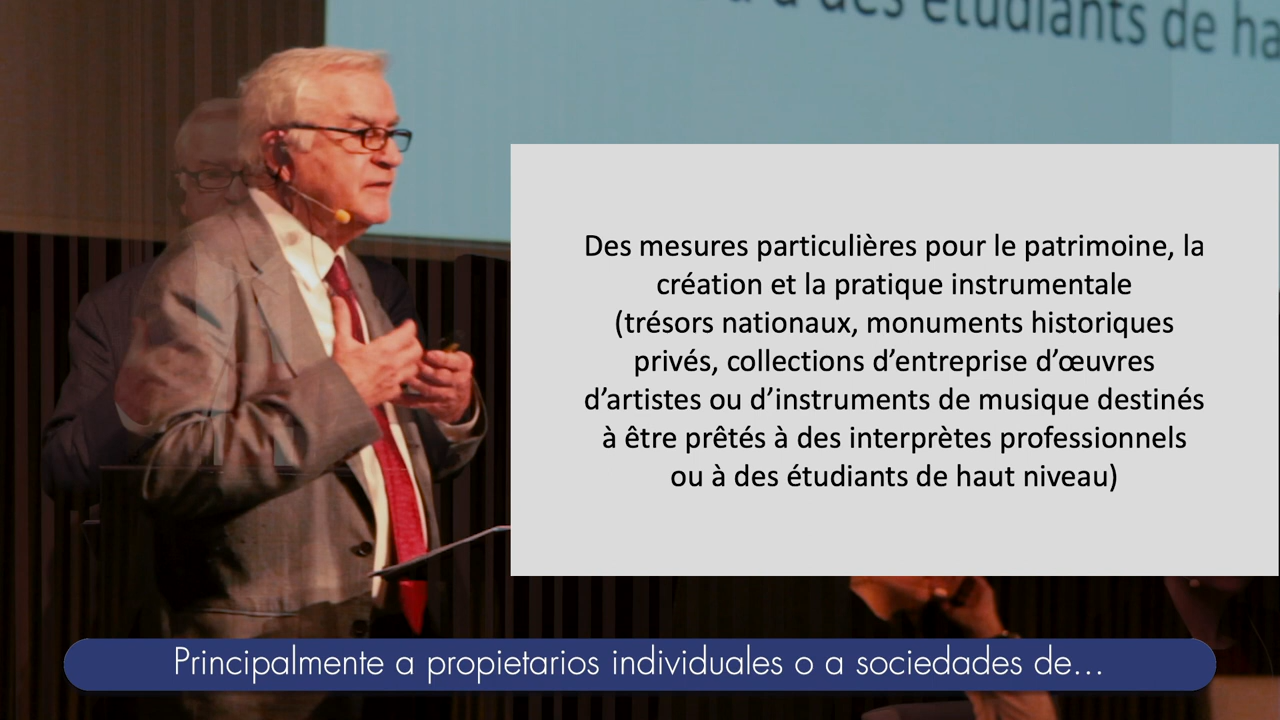 des étudiants de
Des mesures particulières pour le patrimoine, la
création et la pratique instrumentale
(trésors nationaux, monuments historiques
privés, collections d’entreprise d’œuvres
d’artistes ou d’instruments de musique destinés
à être prêtés à des interprètes professionnels
ou à des étudiants de haut niveau)
Principalmente a propietarios individuales o a sociedades de...